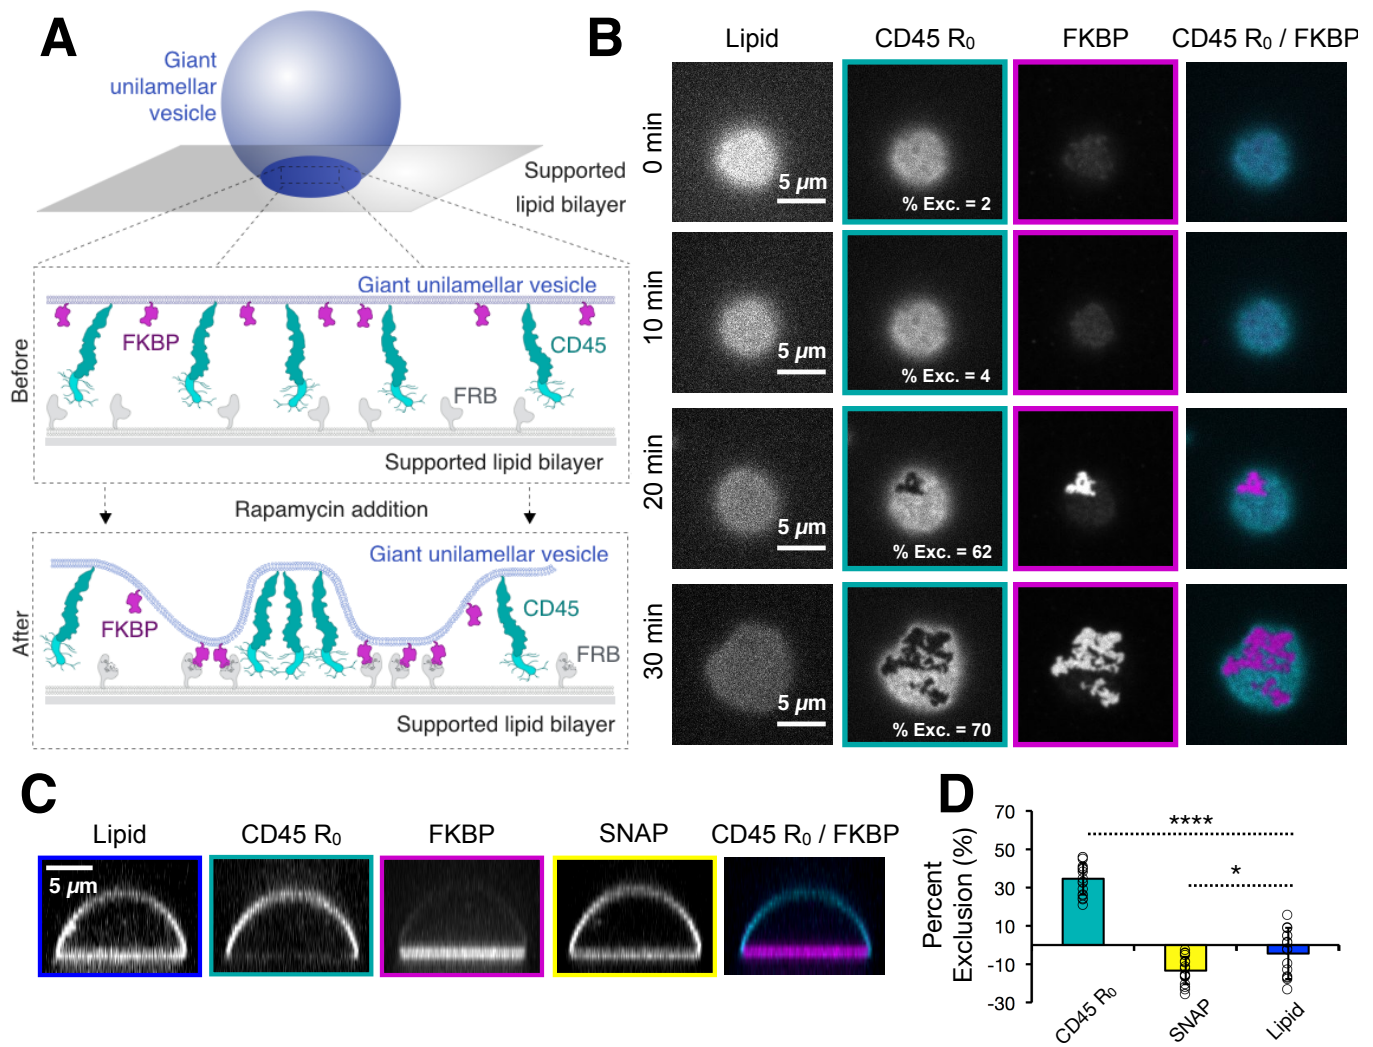 A
Giant
unilamellar
vesicle
Supported
lipid bilayer
Before
Giant unilamellar vesicle
FKBP
CD45
FRB
Supported lipid bilayer
Rapamycin addition
After
Giant unilamellar vesicle
FKBP
CD45
FRB
Supported lipid bilayer
B
Lipid CD45 R₀ FKBP CD45 R₀ / FKBP
0 min
5 µm
% Exc. = 2
10 min
5 µm
% Exc. = 4
20 min
5 µm
% Exc. = 62
30 min
5 µm
% Exc. = 70
C
Lipid CD45 R₀ FKBP SNAP CD45 R₀ / FKBP
5 µm
D
Percent
Exclusion (%)
70
50
30
10
-10
-30
****
*
CD45 R₀
SNAP
Lipid